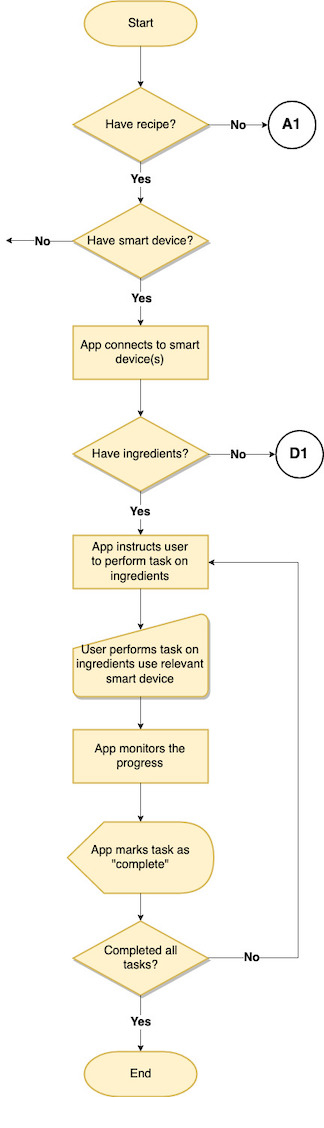 Start
Have recipe?
No
A1
Yes
No
Have smart device?
Yes
App connects to smart
device(s)
Have ingredients?
No
D1
Yes
App instructs user
to perform task on
ingredients
User performs task on
ingredients use relevant
smart device
App monitors the
progress
App marks task as
"complete"
Completed all
tasks?
No
Yes
End